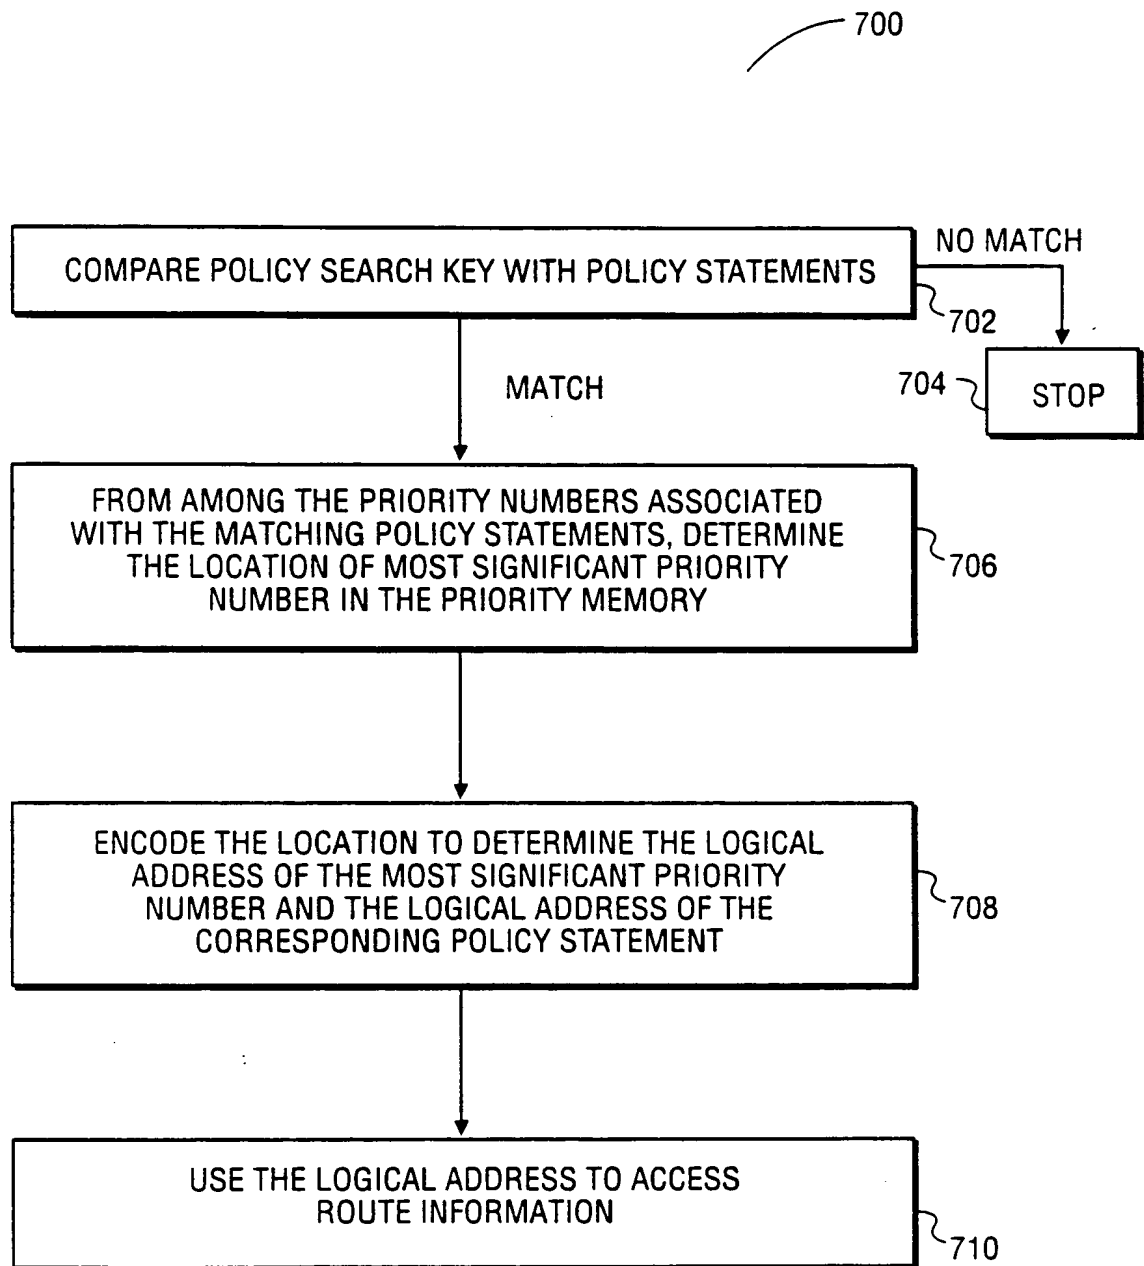 700
COMPARE POLICY SEARCH KEY WITH POLICY STATEMENTS
NO MATCH
702
704
STOP
MATCH
FROM AMONG THE PRIORITY NUMBERS ASSOCIATED
WITH THE MATCHING POLICY STATEMENTS, DETERMINE
THE LOCATION OF MOST SIGNIFICANT PRIORITY
NUMBER IN THE PRIORITY MEMORY
706
ENCODE THE LOCATION TO DETERMINE THE LOGICAL
ADDRESS OF THE MOST SIGNIFICANT PRIORITY
NUMBER AND THE LOGICAL ADDRESS OF THE
CORRESPONDING POLICY STATEMENT
708
USE THE LOGICAL ADDRESS TO ACCESS
ROUTE INFORMATION
710